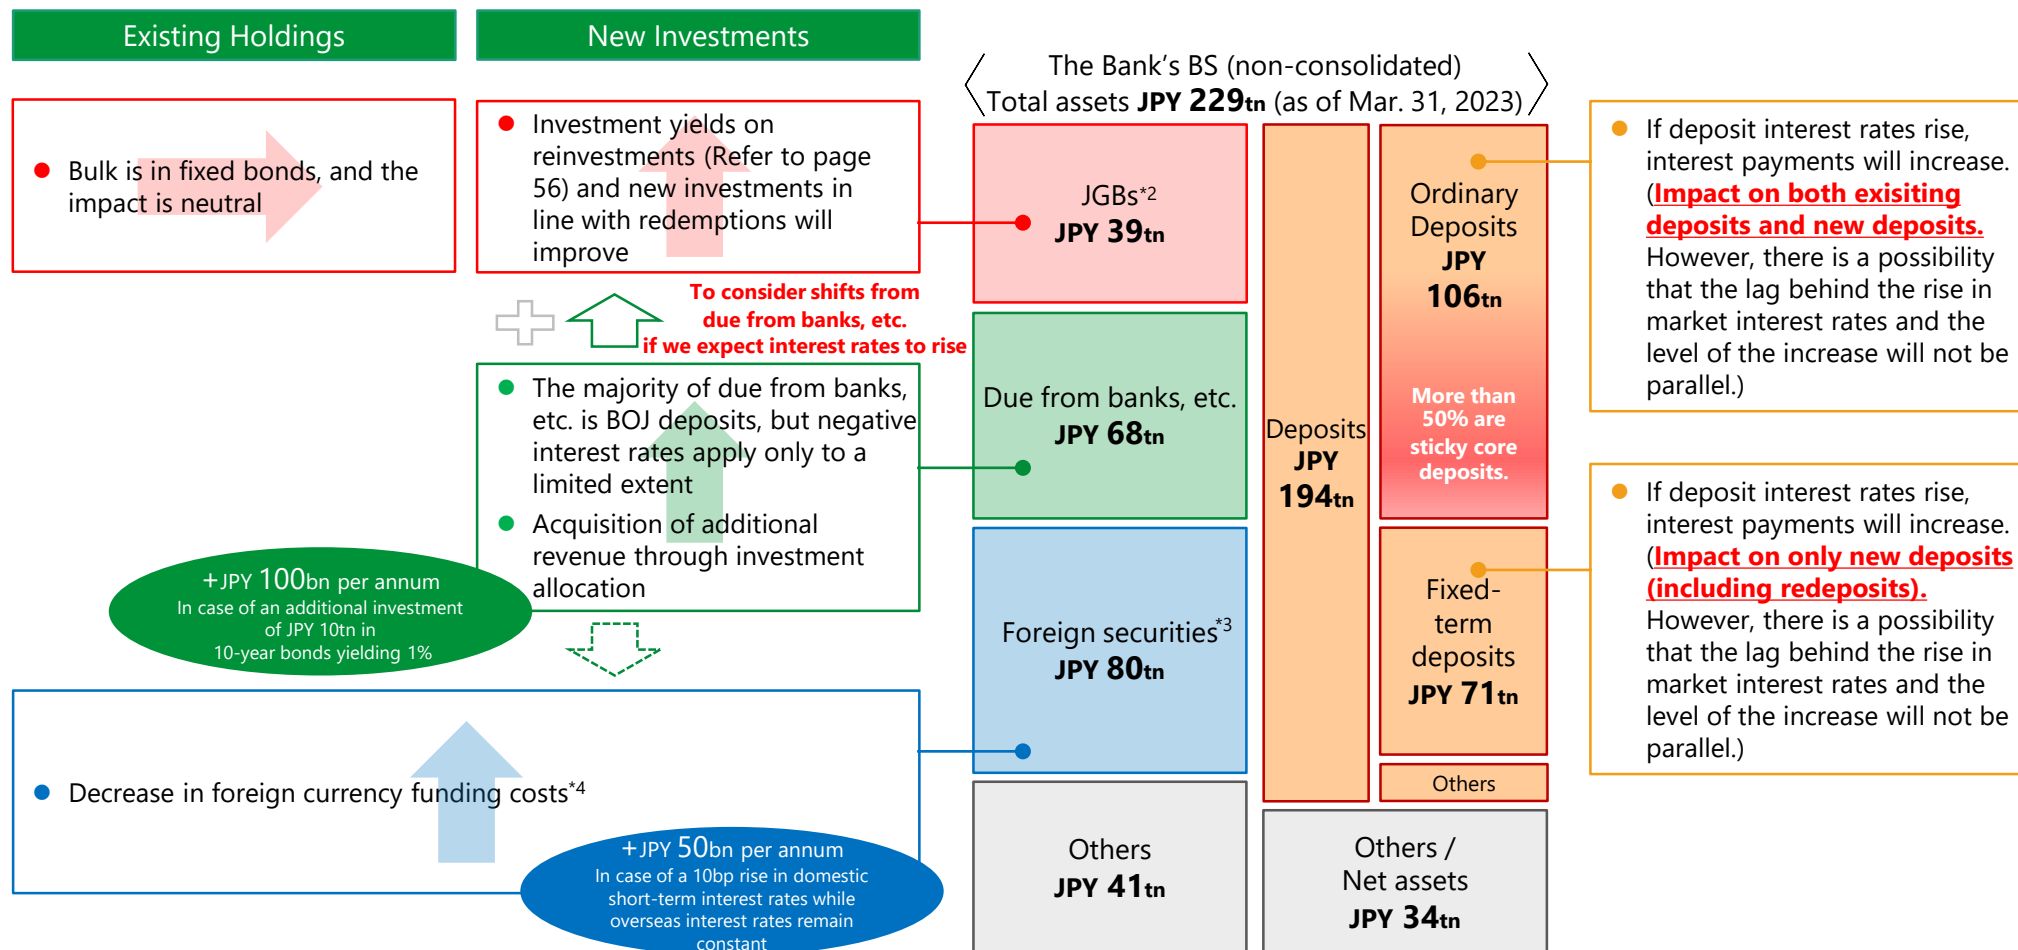 Existing Holdings
New Investments
Bulk is in fixed bonds, and the
impact is neutral
Investment yields on
reinvestments (Refer to page
56) and new investments in
line with redemptions will
improve
To consider shifts from
due from banks, etc.
if we expect interest rates to rise
The majority of due from banks,
etc. is BOJ deposits, but negative
interest rates apply only to a
limited extent
Acquisition of additional
revenue through investment
allocation
+JPY 100bn per annum
In case of an additional investment
of JPY 10tn in
10-year bonds yielding 1%
Decrease in foreign currency funding costs*4
+JPY 50bn per annum
In case of a 10bp rise in domestic
short-term interest rates while
overseas interest rates remain
constant
The Bank's BS (non-consolidated)
Total assets JPY 229tn (as of Mar. 31, 2023)
JGBs*2
JPY 39tn
Due from banks, etc.
JPY 68tn
Foreign securities*3
JPY 80tn
Others
JPY 41tn
Deposits
JPY
194tn
Ordinary
Deposits
JPY
106tn
More than
50% are
sticky core
deposits.
Fixed-
term
deposits
JPY 71tn
Others
Others /
Net assets
JPY 34tn
If deposit interest rates rise,
interest payments will increase.
(Impact on both exisiting
deposits and new deposits.
However, there is a possibility
that the lag behind the rise in
market interest rates and the
level of the increase will not be
parallel.)
If deposit interest rates rise,
interest payments will increase.
(Impact on only new deposits
(including redeposits).
However, there is a possibility
that the lag behind the rise in
market interest rates and the
level of the increase will not be
parallel.)